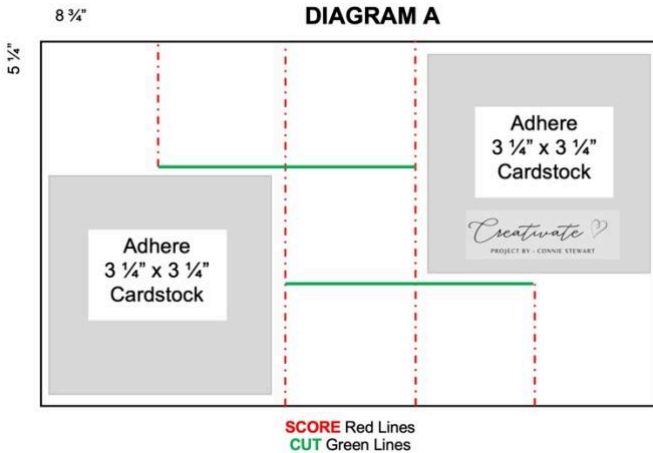 8 ¾”
DIAGRAM A
5 ¼”
Adhere
3 ¼” x 3 ¼”
Cardstock
Creativate
PROJECT BY - CONNIE STEWART
Adhere
3 ¼” x 3 ¼”
Cardstock
SCORE Red Lines
CUT Green Lines